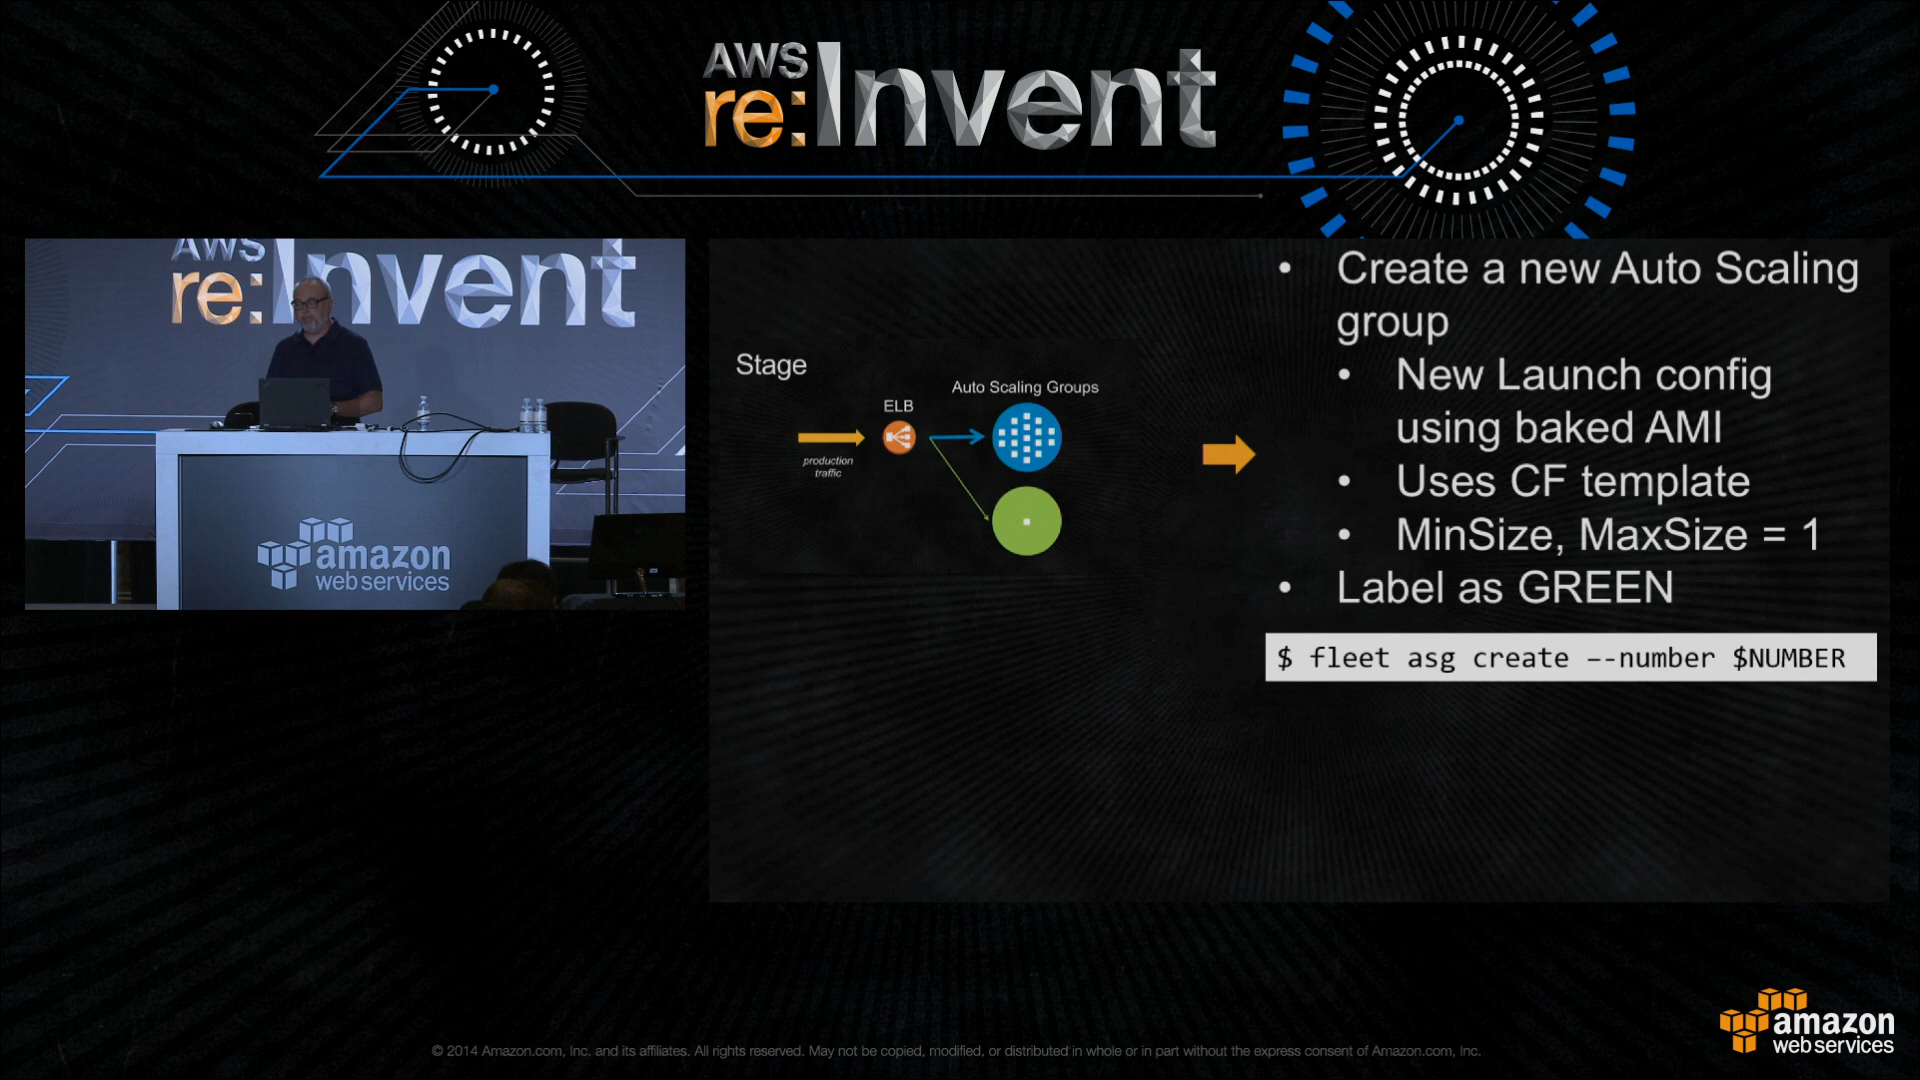 AWS
re:Invent
AWS
re:Invent
amazon
web services
Stage
Auto Scaling Groups
ELB
production
traffic
• Create a new Auto Scaling
group
• New Launch config
using baked AMI
• Uses CF template
• MinSize, MaxSize = 1
• Label as GREEN
$ fleet asg create --number $NUMBER
amazon
web services
© 2014 Amazon.com, Inc. and its affiliates. All rights reserved. May not be copied, modified, or distributed in whole or in part without the express consent of Amazon.com, Inc.